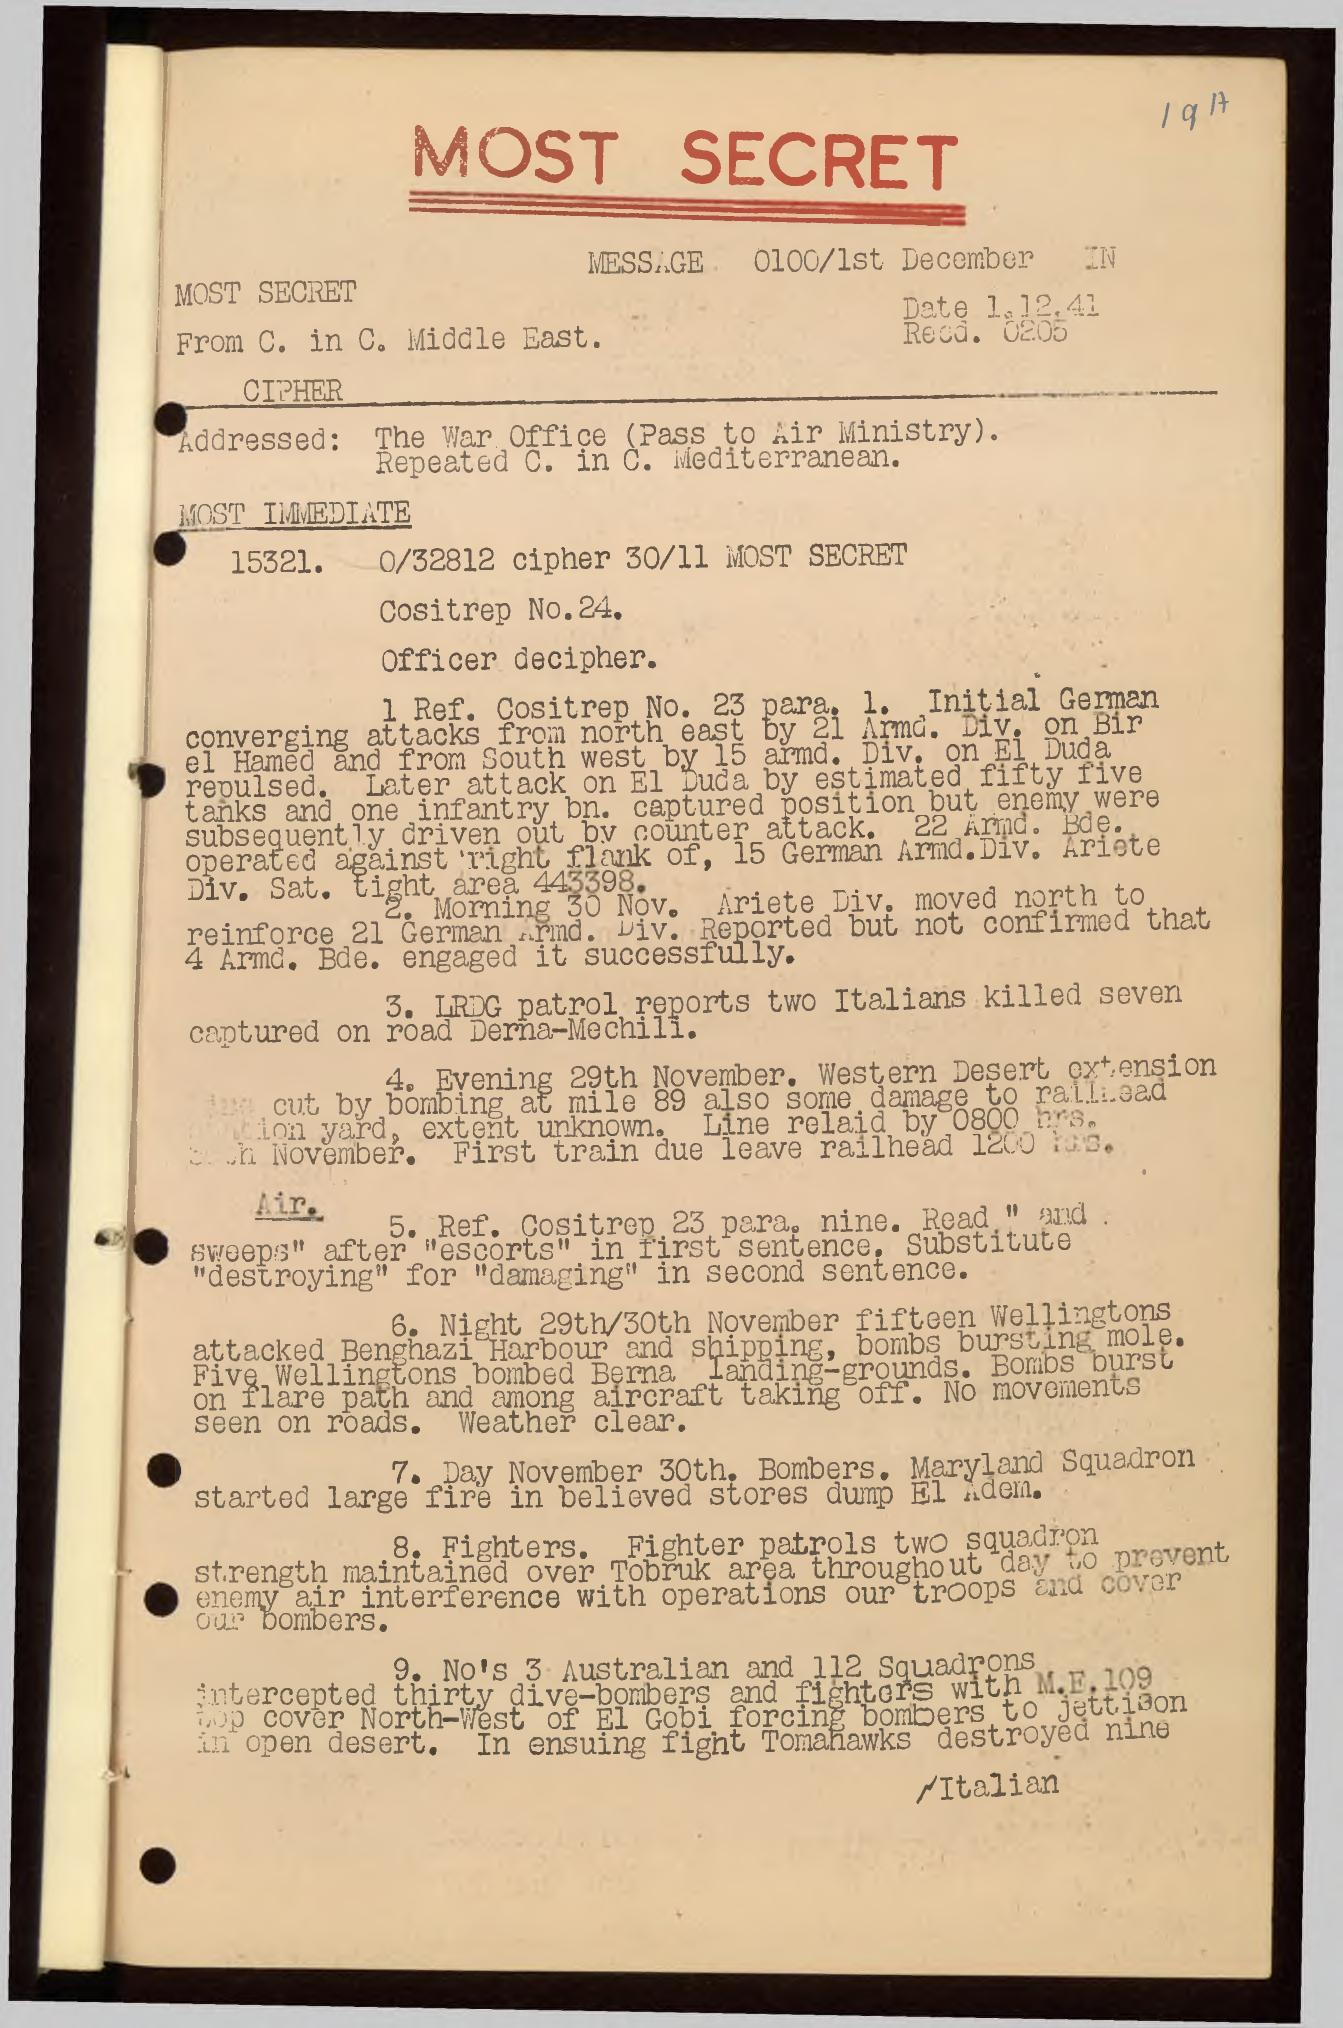 19A
MOST SECRET
MESSAGE 0100/1st December IN
MOST SECRET
Date 1.12.41
From C. in C. Middle East.
Recd. 0205
CIPHER
Addressed: The War Office (Pass to Air Ministry).
Repeated C. in C. Mediterranean.
MOST IMMEDIATE
15321. 0/32812 cipher 30/11 MOST SECRET
Cositrep No.24.
Officer decipher.
1 Ref. Cositrep No. 23 para. 1. Initial German
converging attacks from north east by 21 Armd. Div. on Bir
el Hamed and from South west by 15 armd. Div. on El Duda
repulsed. Later attack on El Duda by estimated fifty five
tanks and one infantry bn. captured position but enemy were
subsequently driven out by counter attack. 22 Armd. Bde.
operated against right flank of, 15 German Armd.Div. Ariete
Div. Sat. tight area 443398.
2. Morning 30 Nov. Ariete Div. moved north to
reinforce 21 German Armd. Div. Reported but not confirmed that
4 Armd. Bde. engaged it successfully.
3. LRDG patrol reports two Italians killed seven
captured on road Derna-Mechili.
4. Evening 29th November. Western Desert extension
cut by bombing at mile 89 also some damage to railhead
yard, extent unknown. Line relaid by 0800 hrs.
November. First train due leave railhead 1200 hrs.
Air.
5. Ref. Cositrep 23 para. nine. Read " and
sweeps" after "escorts" in first sentence. Substitute
"destroying" for "damaging" in second sentence.
6. Night 29th/30th November fifteen Wellingtons
attacked Benghazi Harbour and shipping, bombs bursting mole.
Five Wellingtons bombed Berna landing-grounds. Bombs burst
on flare path and among aircraft taking off. No movements
seen on roads. Weather clear.
7. Day November 30th. Bombers. Maryland Squadron
started large fire in believed stores dump El Adem.
8. Fighters. Fighter patrols two squadron
strength maintained over Tobruk area throughout day to prevent
enemy air interference with operations our troops and cover
our bombers.
9. No's 3 Australian and 112 Squadrons
intercepted thirty dive-bombers and fighters with M.E.109
top cover North-West of El Gobi forcing bombers to jettison
in open desert. In ensuing fight Tomahawks destroyed nine
/Italian